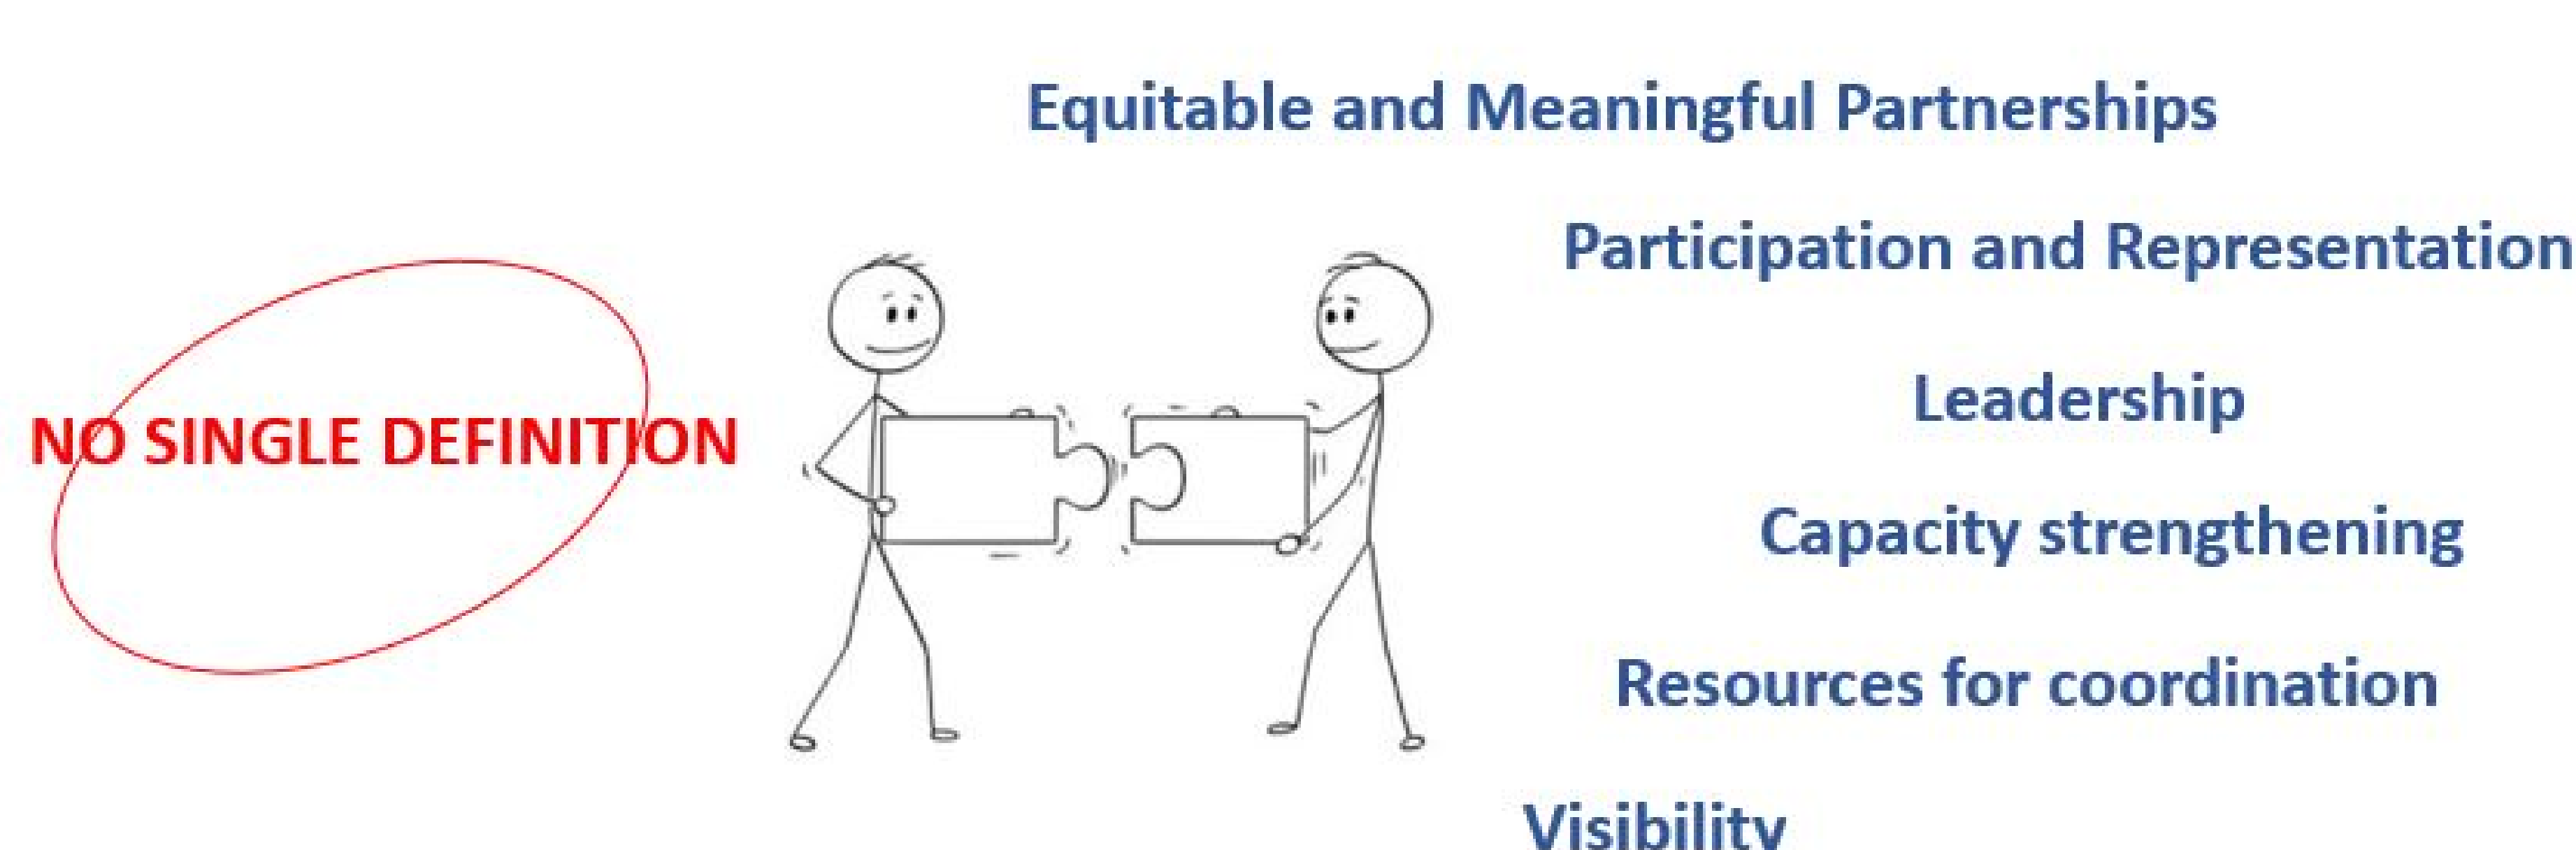 Equitable and Meaningful Partnerships
Participation and Representation
NO SINGLE DEFINITION
Leadership
Capacity strengthening
Resources for coordination
Visibility